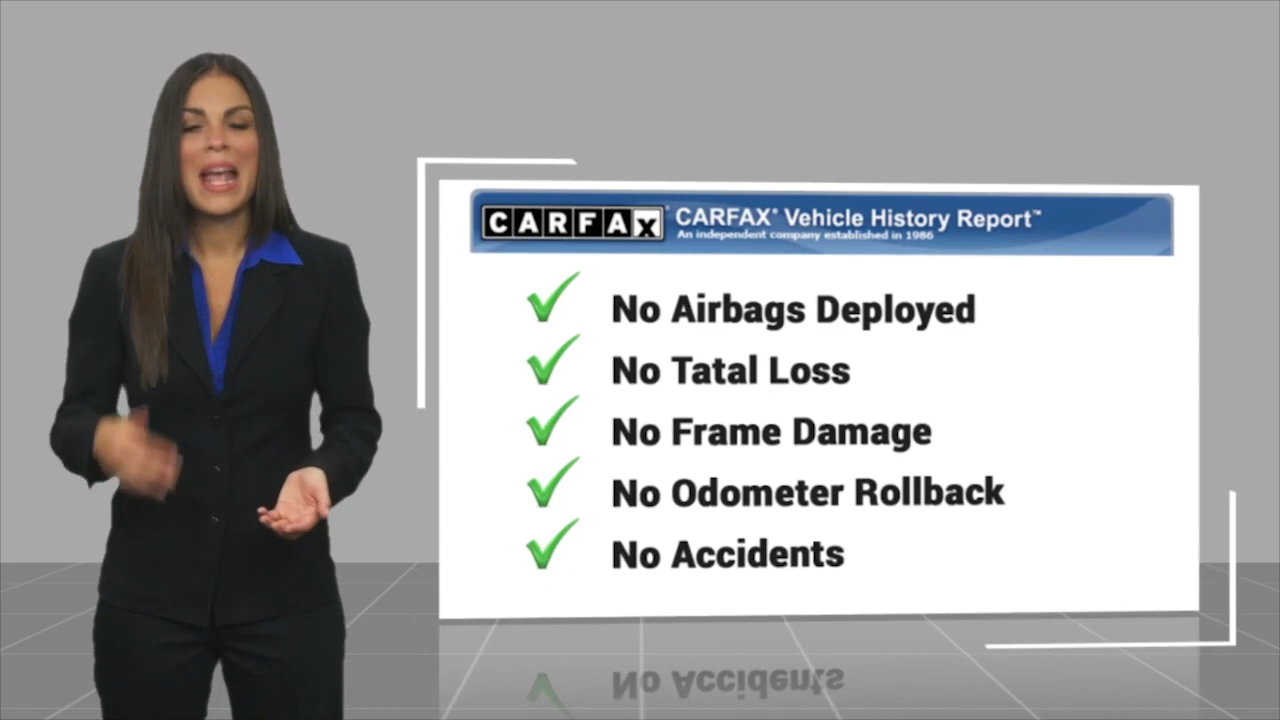 CARFAX
CARFAX® Vehicle History Report™
An independent company established in 1986
No Airbags Deployed
No Tatal Loss
No Frame Damage
No Odometer Rollback
No Accidents
No Accidents